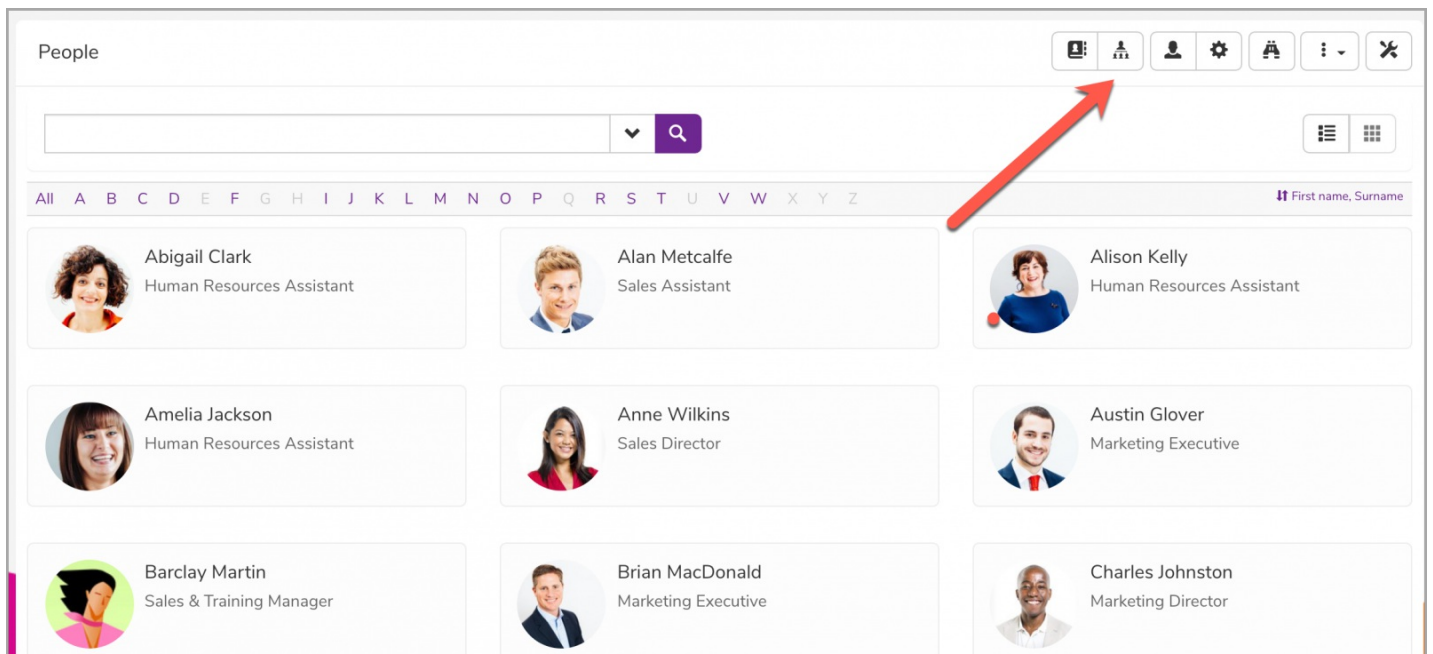 People
All A B C D E F G H I J K L M N O P Q R S T U V W X Y Z
First name, Surname
Abigail Clark
Human Resources Assistant
Alan Metcalfe
Sales Assistant
Alison Kelly
Human Resources Assistant
Amelia Jackson
Human Resources Assistant
Anne Wilkins
Sales Director
Austin Glover
Marketing Executive
Barclay Martin
Sales & Training Manager
Brian MacDonald
Marketing Executive
Charles Johnston
Marketing Director